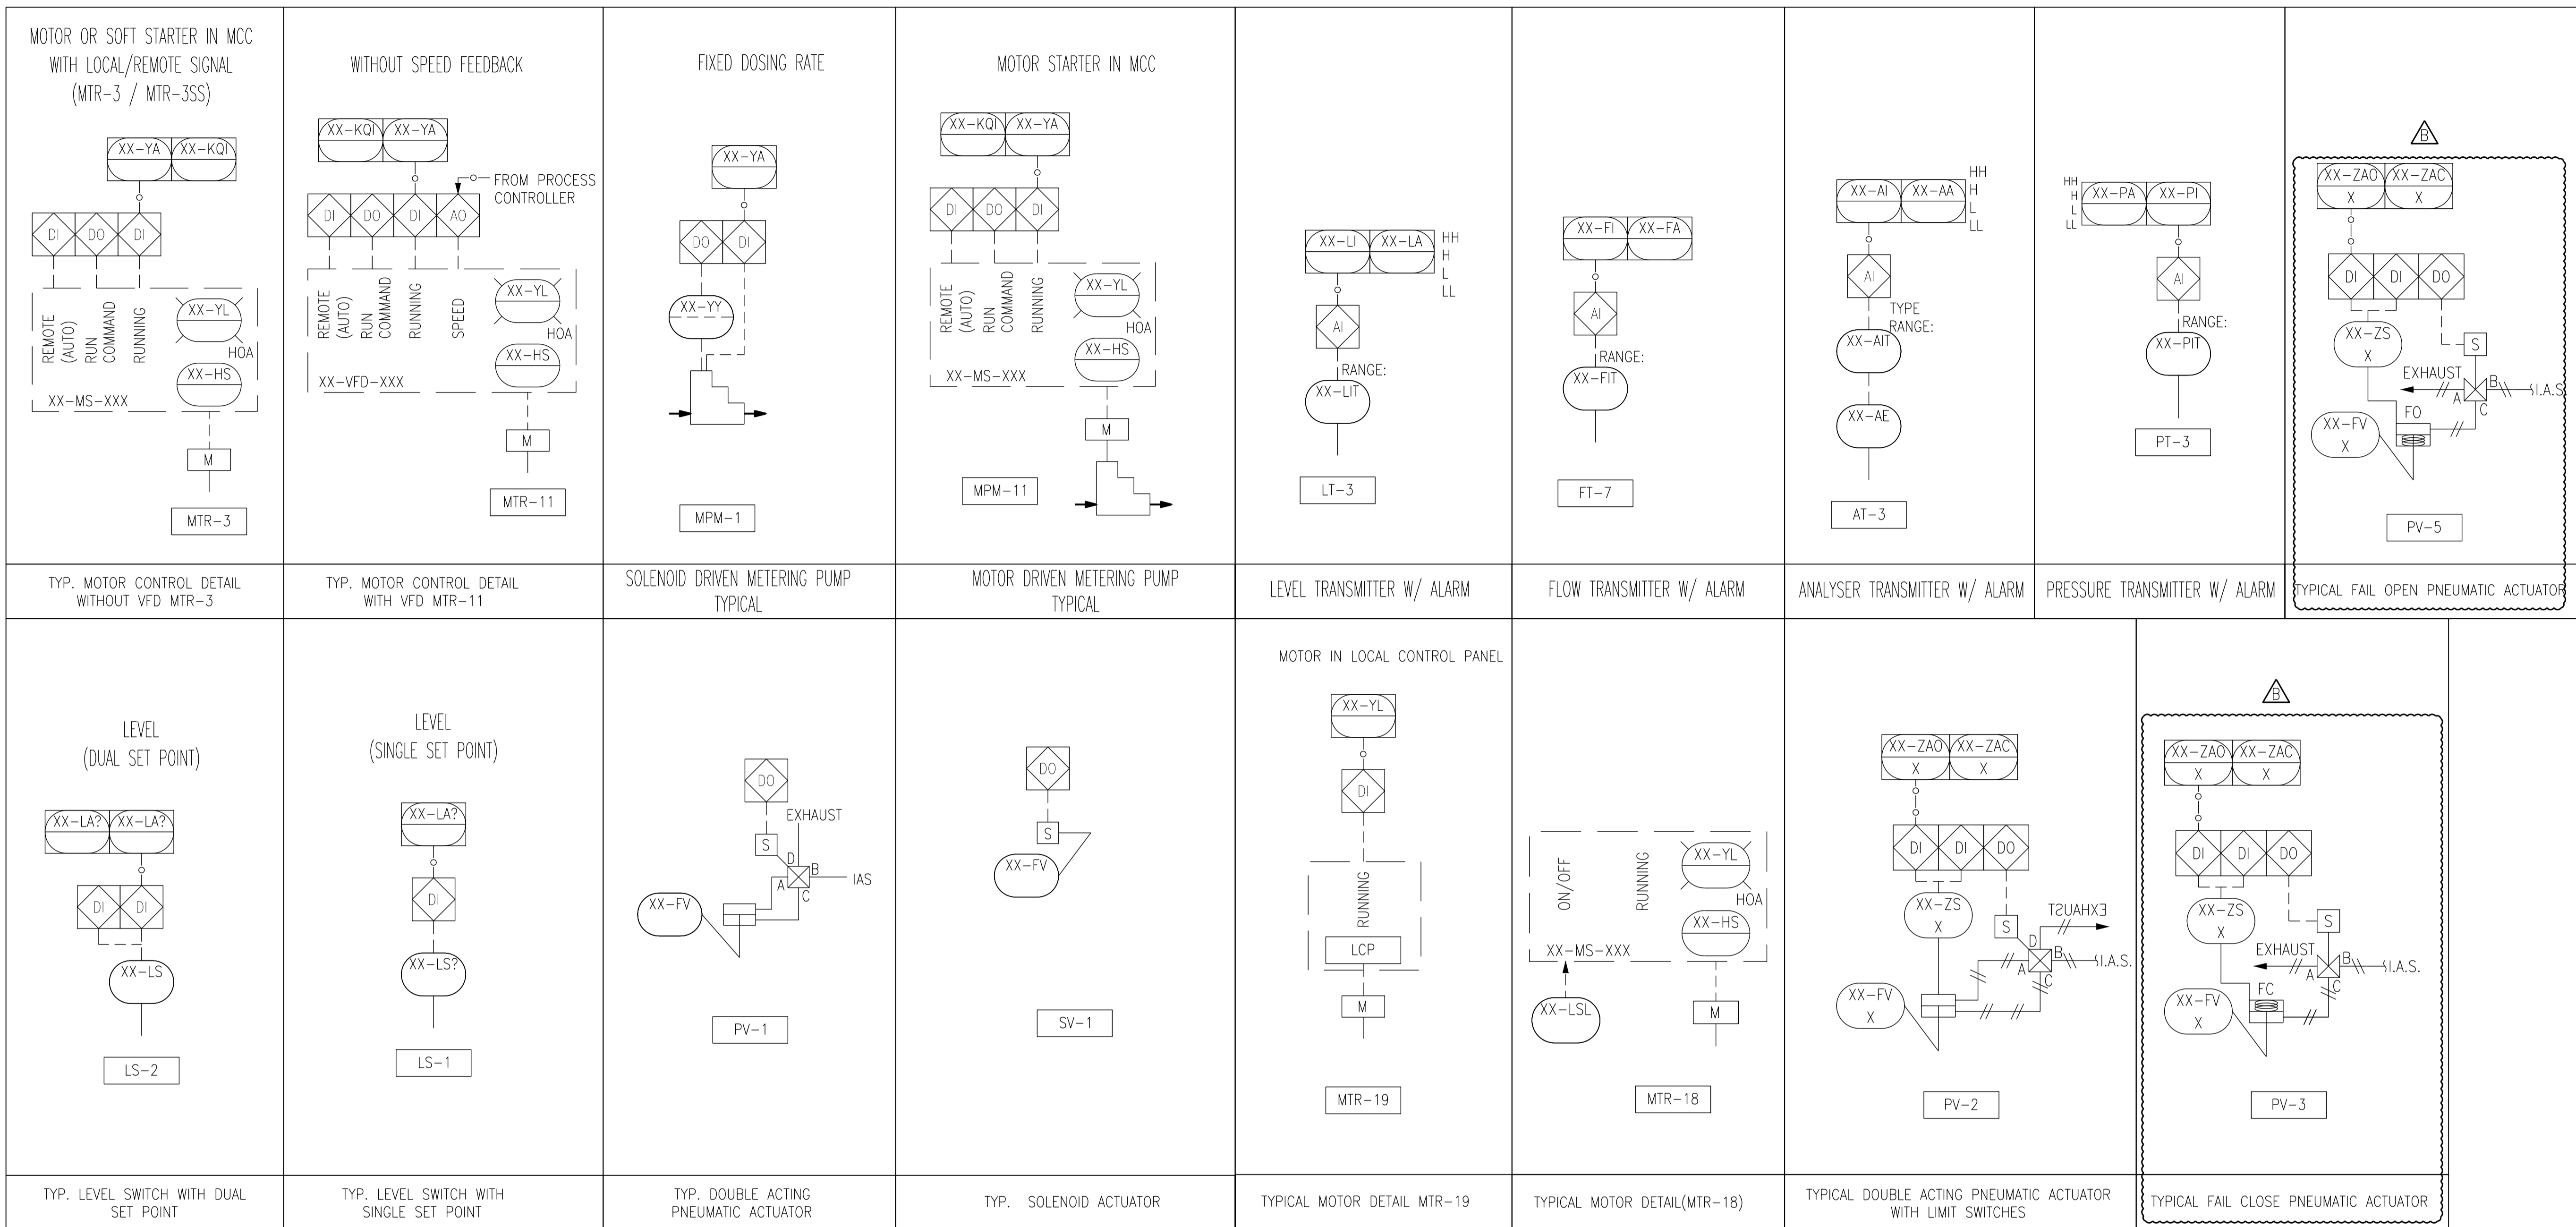 MOTOR OR SOFT STARTER IN MCC
WITH LOCAL/REMOTE SIGNAL
(MTR-3 / MTR-3SS)
XX-YA XX-KQI
DI DO DI
REMOTE
(AUTO)
RUN
COMMAND
RUNNING
XX-YL
HOA
XX-HS
XX-MS-XXX
M
MTR-3
TYP. MOTOR CONTROL DETAIL
WITHOUT VFD MTR-3
WITHOUT SPEED FEEDBACK
XX-KQI XX-YA
FROM PROCESS
CONTROLLER
DI DO DI AO
REMOTE
(AUTO)
RUN
COMMAND
RUNNING
SPEED
XX-YL
HOA
XX-HS
XX-VFD-XXX
M
MTR-11
TYP. MOTOR CONTROL DETAIL
WITH VFD MTR-11
FIXED DOSING RATE
XX-YA
DO DI
XX-YY
MPM-1
SOLENOID DRIVEN METERING PUMP
TYPICAL
MOTOR STARTER IN MCC
XX-KQI XX-YA
DI DO DI
REMOTE
(AUTO)
RUN
COMMAND
RUNNING
XX-YL
HOA
XX-HS
XX-MS-XXX
M
MPM-11
MOTOR DRIVEN METERING PUMP
TYPICAL
XX-LI XX-LA
HH
H
L
LL
AI
RANGE:
XX-LIT
LT-3
LEVEL TRANSMITTER W/ ALARM
XX-FI XX-FA
AI
RANGE:
XX-FIT
FT-7
FLOW TRANSMITTER W/ ALARM
XX-AI XX-AA
HH
H
L
LL
AI
TYPE
RANGE:
XX-AIT
XX-AE
AT-3
ANALYSER TRANSMITTER W/ ALARM
HH
H
L
LL
XX-PA XX-PI
AI
RANGE:
XX-PIT
PT-3
PRESSURE TRANSMITTER W/ ALARM
B
XX-ZAO XX-ZAC
X X
DI DI DO
XX-ZS
X
S
EXHAUST
A
B
C
I.A.S.
FO
XX-FV
X
PV-5
TYPICAL FAIL OPEN PNEUMATIC ACTUATOR
LEVEL
(DUAL SET POINT)
XX-LA? XX-LA?
DI DI
XX-LS
LS-2
TYP. LEVEL SWITCH WITH DUAL
SET POINT
LEVEL
(SINGLE SET POINT)
XX-LA?
DI
XX-LS?
LS-1
TYP. LEVEL SWITCH WITH
SINGLE SET POINT
DO
EXHAUST
S
D
B
A
C
IAS
XX-FV
PV-1
TYP. DOUBLE ACTING
PNEUMATIC ACTUATOR
DO
S
XX-FV
SV-1
TYP. SOLENOID ACTUATOR
MOTOR IN LOCAL CONTROL PANEL
XX-YL
DI
RUNNING
LCP
M
MTR-19
TYPICAL MOTOR DETAIL MTR-19
ON/OFF
RUNNING
XX-YL
HOA
XX-HS
XX-MS-XXX
XX-LSL
M
MTR-18
TYPICAL MOTOR DETAIL(MTR-18)
XX-ZAO XX-ZAC
X X
DI DI DO
XX-ZS
X
S
EXHAUST
D
B
A
C
I.A.S.
XX-FV
X
PV-2
TYPICAL DOUBLE ACTING PNEUMATIC ACTUATOR
WITH LIMIT SWITCHES
B
XX-ZAO XX-ZAC
X X
DI DI DO
XX-ZS
X
S
EXHAUST
B
A
C
I.A.S.
FC
XX-FV
X
PV-3
TYPICAL FAIL CLOSE PNEUMATIC ACTUATOR